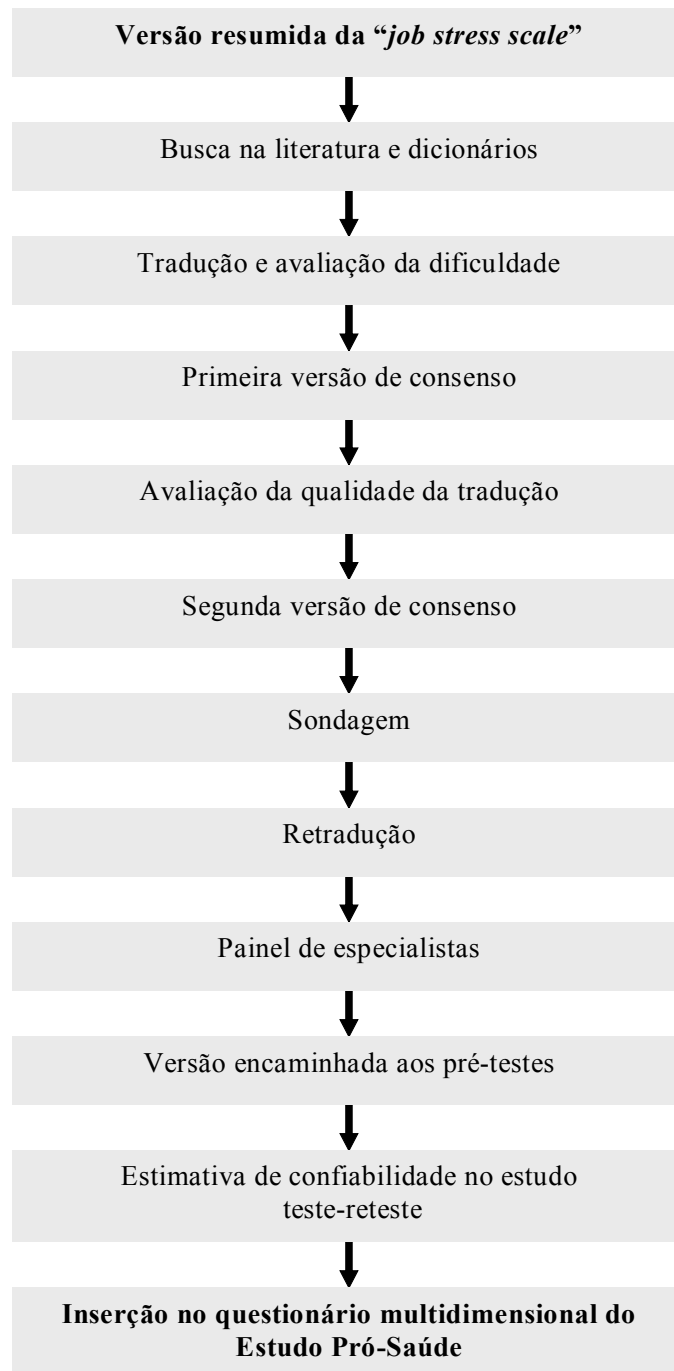 Versão resumida da “job stress scale”
Busca na literatura e dicionários
Tradução e avaliação da dificuldade
Primeira versão de consenso
Avaliação da qualidade da tradução
Segunda versão de consenso
Sondagem
Retradução
Painel de especialistas
Versão encaminhada aos pré-testes
Estimativa de confiabilidade no estudo
teste-reteste
Inserção no questionário multidimensional do
Estudo Pró-Saúde